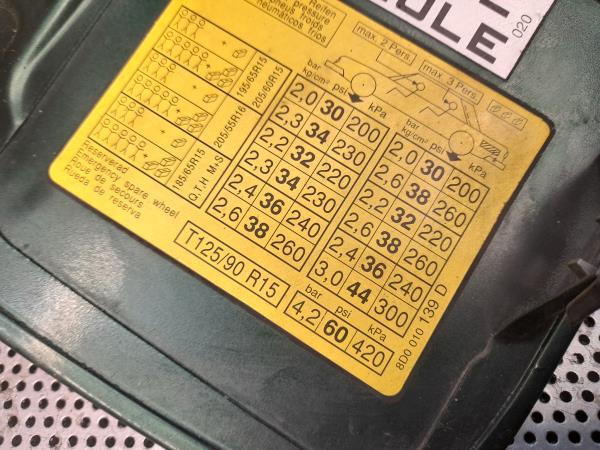 ULE
020
Reifen
pressure
pneus froids
neumáticos fríos
max. 2 Pers.
max. 3 Pers.
195/65R15
205/60R15
205/55R16
185/65R15
Q.T.H M+S
bar psi kPa
kg/cm²
2,0 30 200
2,3 34 230
2,2 32 220
2,3 34 230
2,4 36 240
2,6 38 260
bar psi kPa
kg/cm²
2,0 30 200
2,6 38 260
2,2 32 220
2,6 38 260
2,4 36 240
3,0 44 300
Reserverad
Emergency spare wheel
Roue de secours
Rueda de reserva
T125/90 R15
bar psi kPa
4,2 60 420
8D0 010 139 D